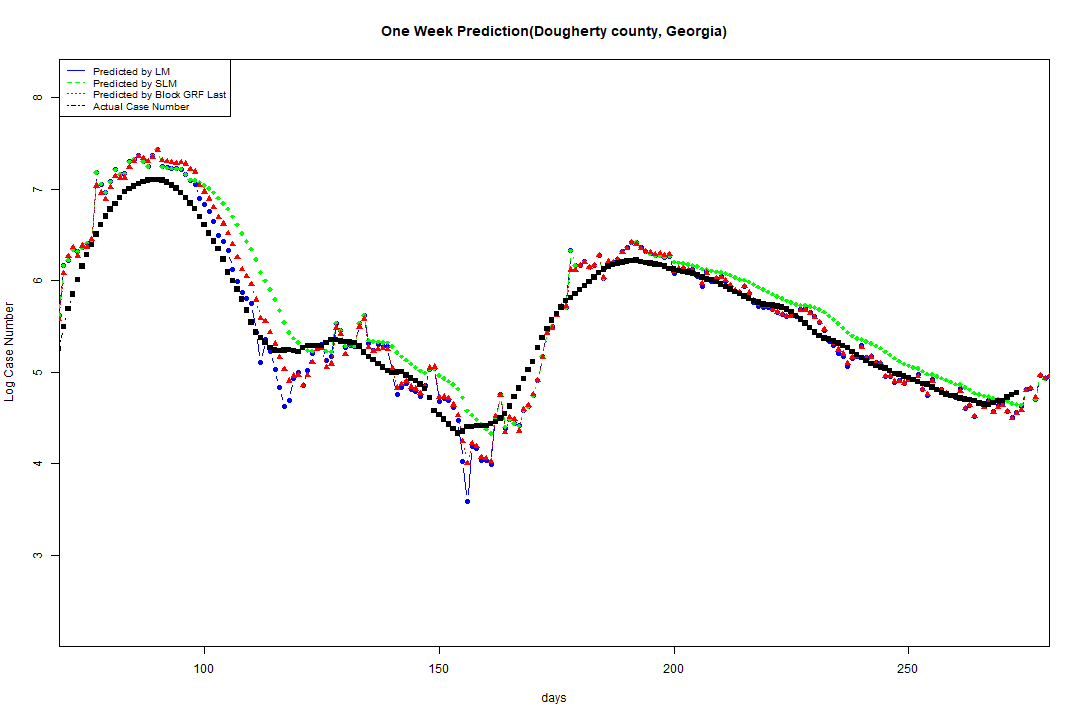 One Week Prediction(Dougherty county, Georgia)
Predicted by LM
Predicted by SLM
Predicted by Block GRF Last
Actual Case Number
8
7
6
5
4
3
Log Case Number
100 150 200 250
days